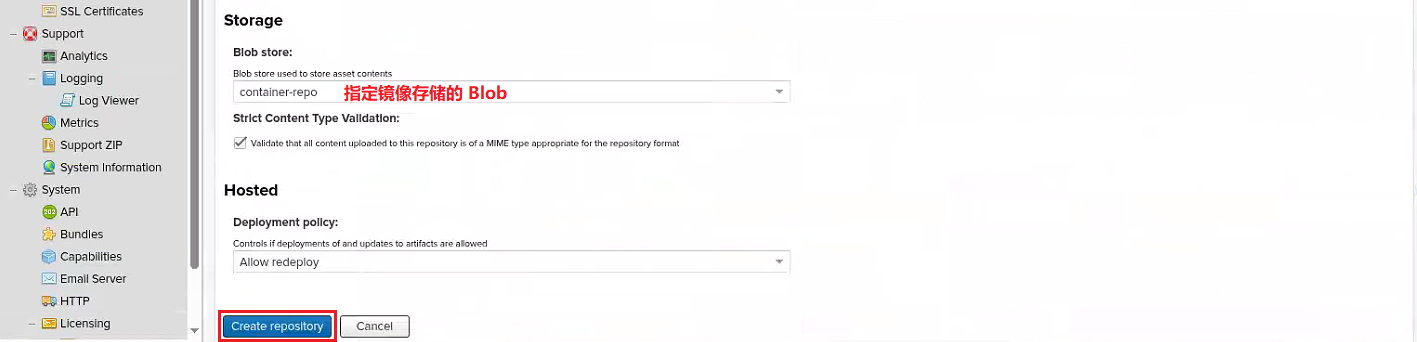 SSL Certificates
Support
Analytics
Logging
Log Viewer
Metrics
Support ZIP
System Information
System
API
Bundles
Capabilities
Email Server
HTTP
Licensing
Storage
Blob store:
Blob store used to store asset contents
container-repo 指定镜像存储的 Blob
Strict Content Type Validation:
Validate that all content uploaded to this repository is of a MIME type appropriate for the repository format
Hosted
Deployment policy:
Controls if deployments of and updates to artifacts are allowed
Allow redeploy
Create repository Cancel